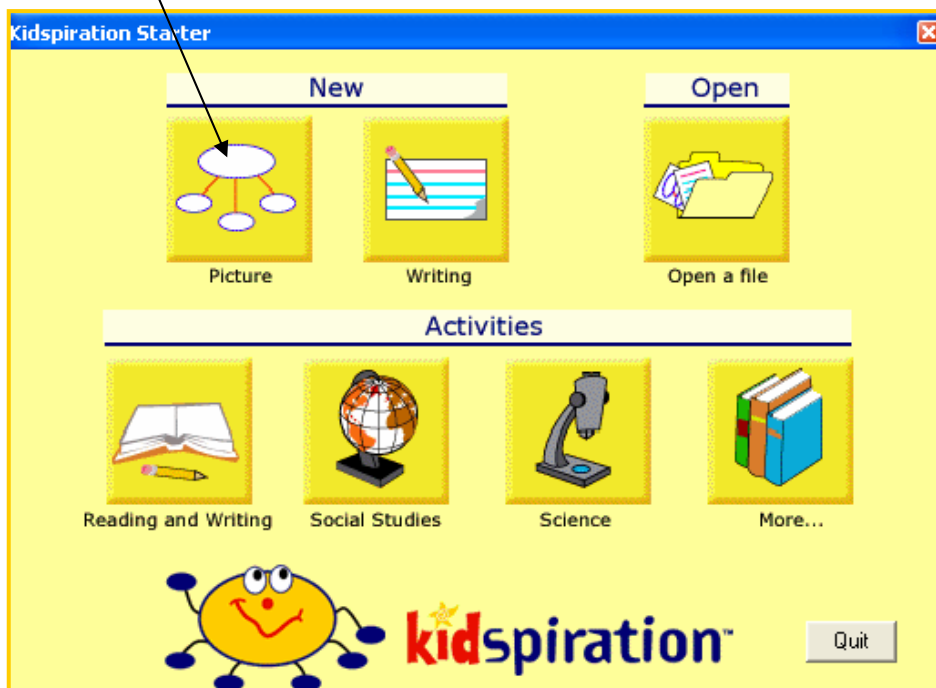 Kidspiration Starter
New Open
Picture Writing Open a file
Activities
Reading and Writing Social Studies Science More...
kidspiration™
Quit